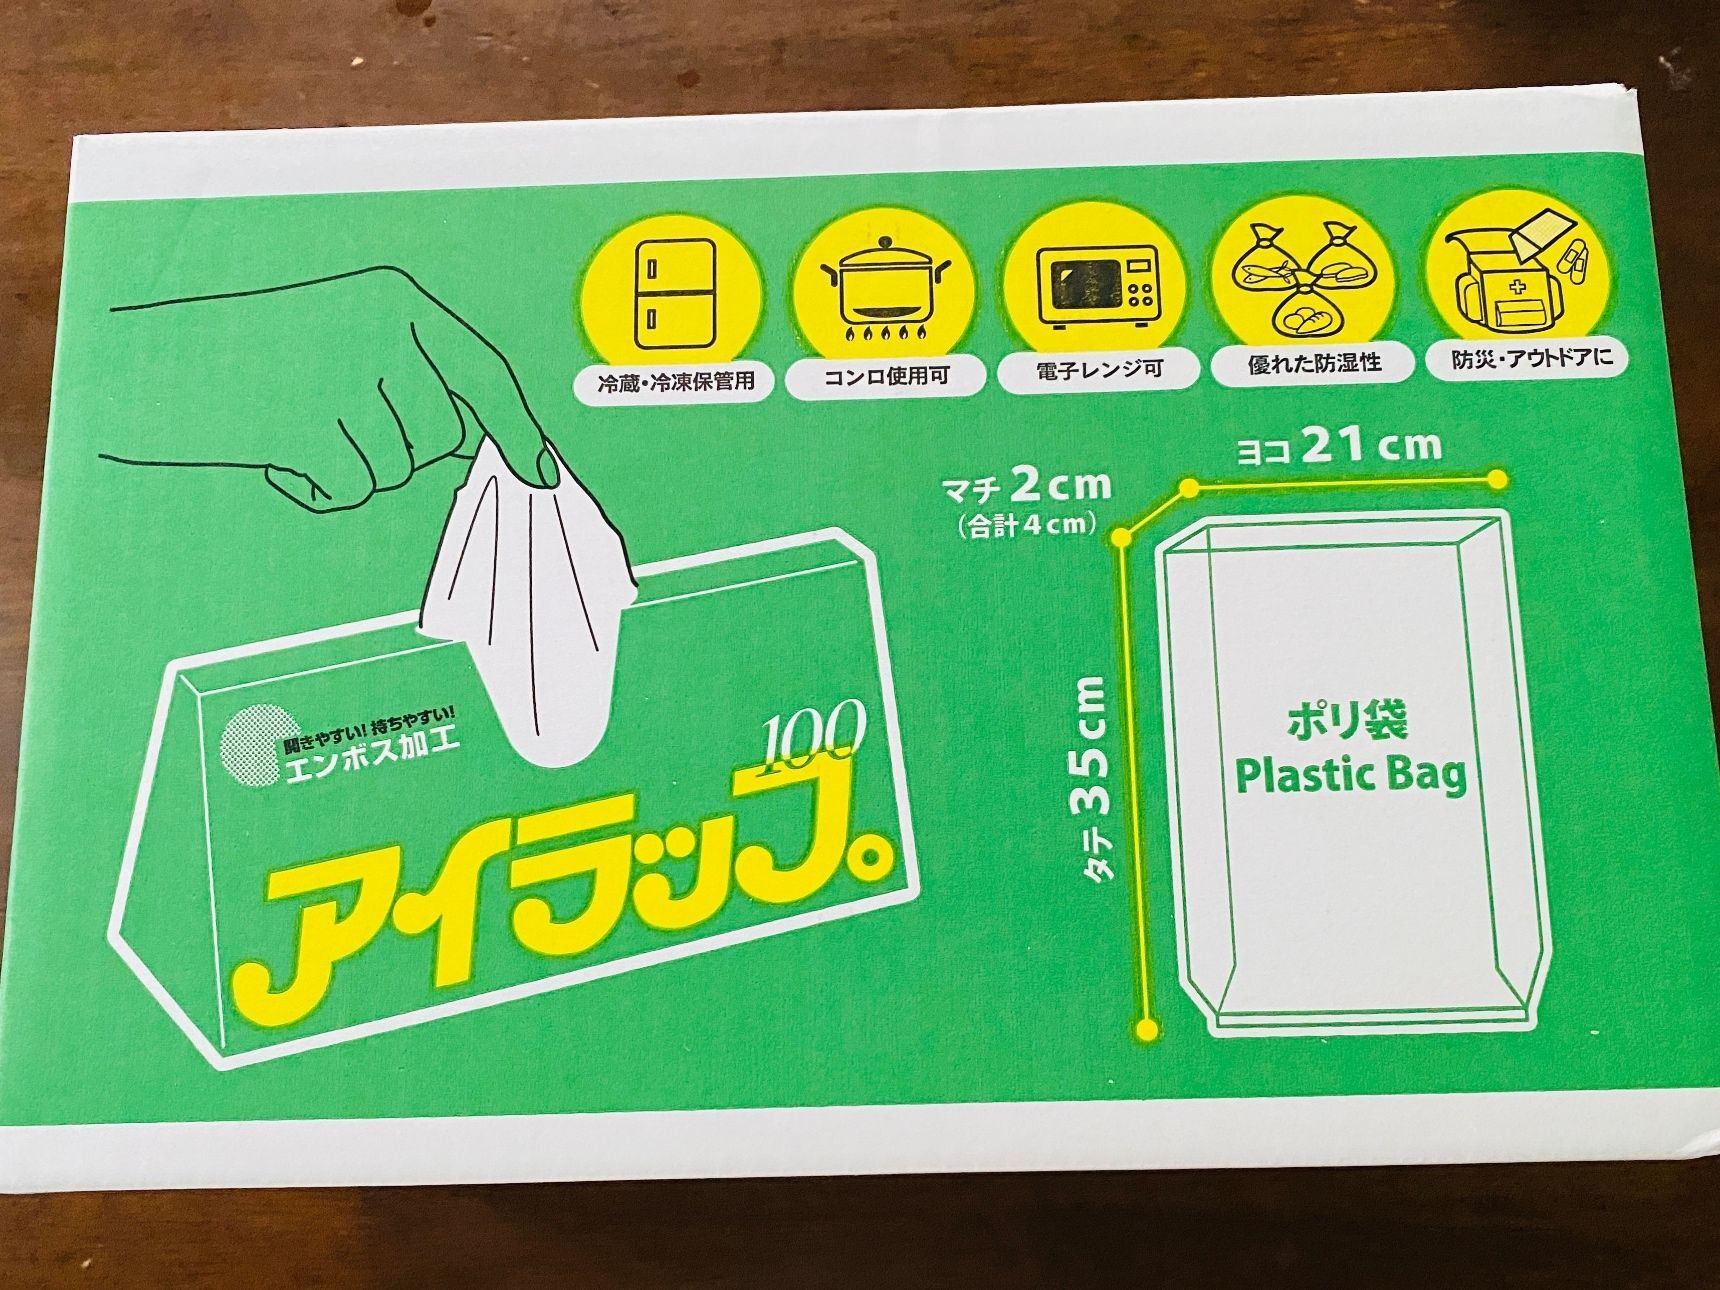 冷蔵・冷凍保管用
コンロ使用可
電子レンジ可
優れた防湿性
防災・アウトドアに
ヨコ 21cm
マチ 2cm
(合計4cm)
タテ 35cm
ポリ袋
Plastic Bag
開きやすい!持ちやすい!
エンボス加工
100
アイラップ。